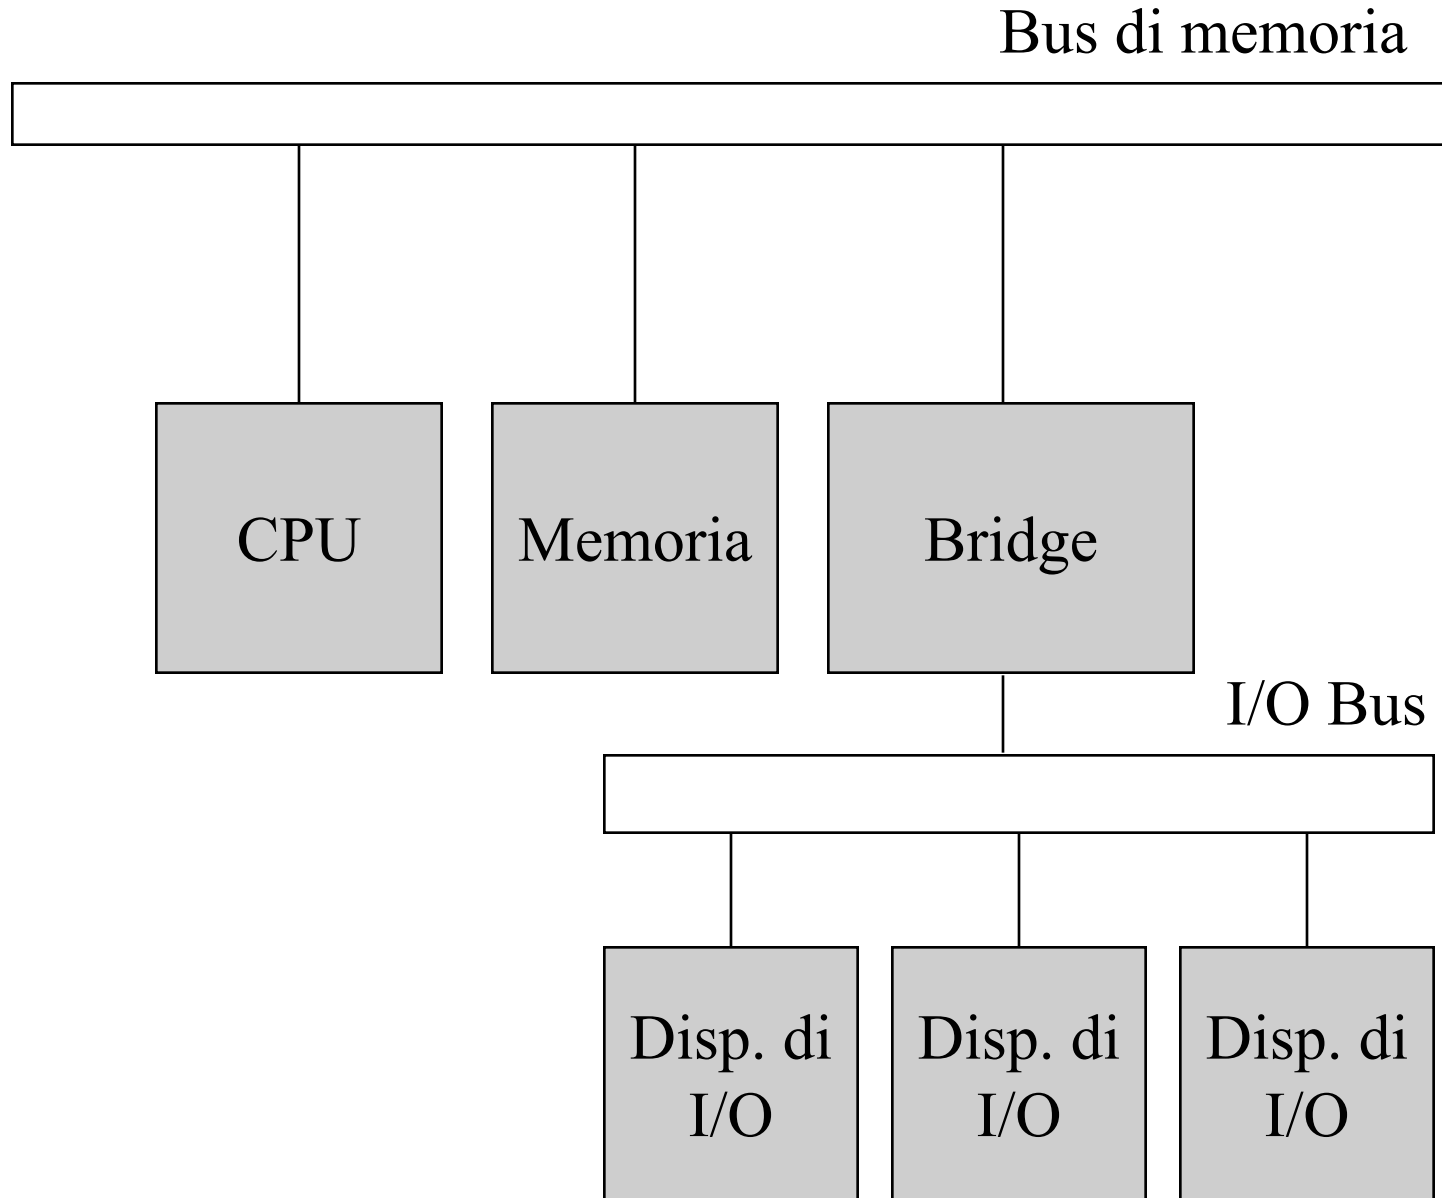 Bus di memoria
CPU
Memoria
Bridge
I/O Bus
Disp. di
I/O
Disp. di
I/O
Disp. di
I/O